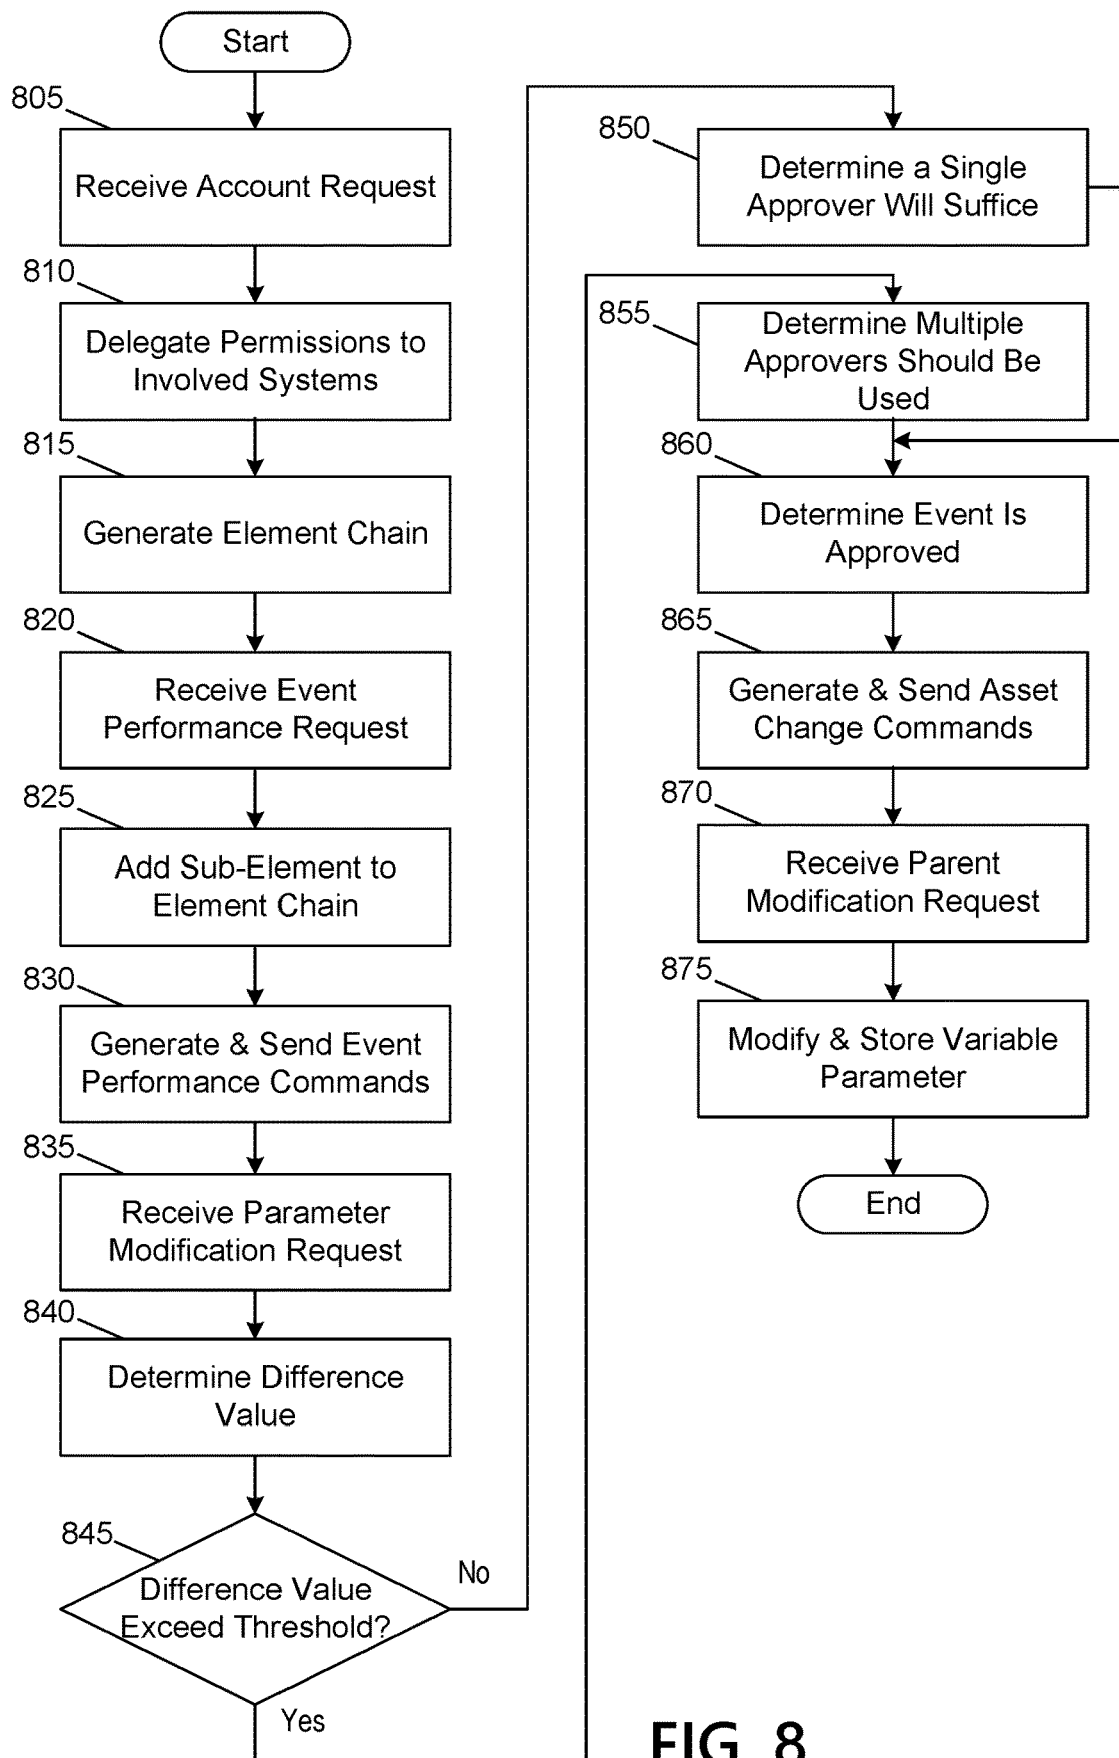 Start
805
Receive Account Request
810
Delegate Permissions to
Involved Systems
815
Generate Element Chain
820
Receive Event
Performance Request
825
Add Sub-Element to
Element Chain
830
Generate & Send Event
Performance Commands
835
Receive Parameter
Modification Request
840
Determine Difference
Value
845
Difference Value
Exceed Threshold?
No
Yes
850
Determine a Single
Approver Will Suffice
855
Determine Multiple
Approvers Should Be
Used
860
Determine Event Is
Approved
865
Generate & Send Asset
Change Commands
870
Receive Parent
Modification Request
875
Modify & Store Variable
Parameter
End
FIG. 8